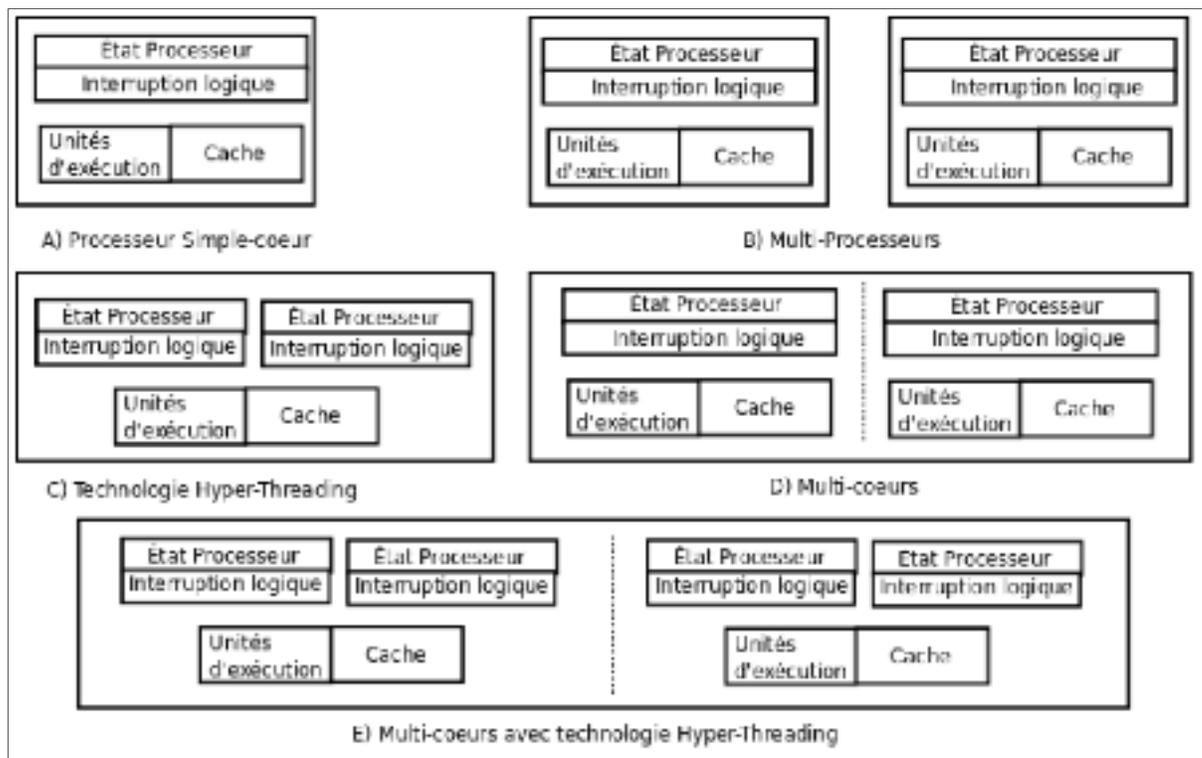 État Processeur
Interruption logique
Unités
d'exécution
Cache
A) Processeur Simple-coeur
État Processeur
Interruption logique
Unités
d'exécution
Cache
État Processeur
Interruption logique
Unités
d'exécution
Cache
B) Multi-Processeurs
État Processeur
Interruption logique
État Processeur
Interruption logique
Unités
d'exécution
Cache
C) Technologie Hyper-Threading
État Processeur
Interruption logique
Unités
d'exécution
Cache
État Processeur
Interruption logique
Unités
d'exécution
Cache
D) Multi-coeurs
État Processeur
Interruption logique
État Processeur
Interruption logique
Unités
d'exécution
Cache
État Processeur
Interruption logique
État Processeur
Interruption logique
Unités
d'exécution
Cache
E) Multi-coeurs avec technologie Hyper-Threading